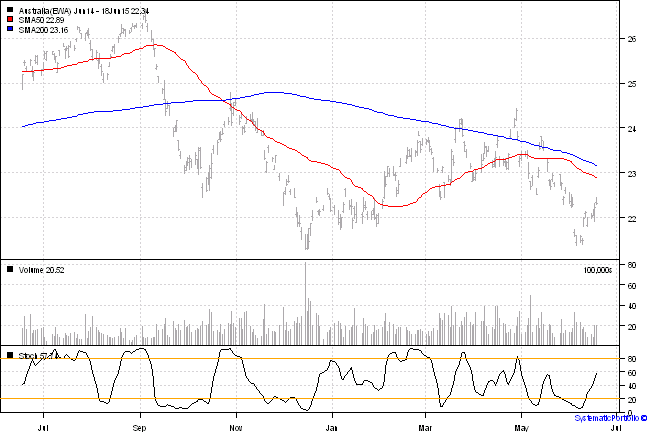 Australia(EWA) Jun14 - 18Jun15 22.34
SMA50 22.89
SMA200 23.16
26
25
24
23
22
Volume 20.52
100,000s
80
60
40
20
80
60
40
20
0
Jul
Sep
Nov
Jan
Mar
May
Jul
SystematicPortfolio ©